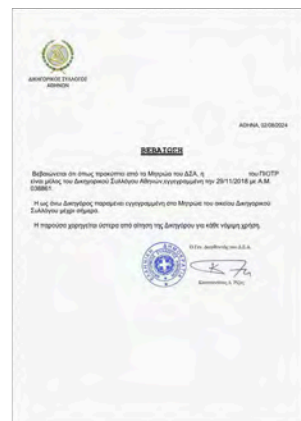 ΔΙΚΗΓΟΡΙΚΟΣ ΣΥΛΛΟΓΟΣ
ΑΘΗΝΩΝ
ΑΘΗΝΑ, 02/08/2024
ΒΕΒΑΙΩΣΗ
Βεβαιώνεται ότι όπως προκύπτει από τα Μητρώα του ΔΣΑ, η του ΠΙΟΤΡ
είναι μέλος του Δικηγορικού Συλλόγου Αθηνών,εγγεγραμμένη την 29/11/2018 με Α.Μ.
038861.
Η ως άνω Δικηγόρος παραμένει εγγεγραμμένη στο Μητρώο του οικείου Δικηγορικού
Συλλόγου μέχρι σήμερα.
Η παρούσα χορηγείται ύστερα από αίτηση της Δικηγόρου για κάθε νόμιμη χρήση.
Ο Γεν. Διευθυντής του Δ.Σ.Α.